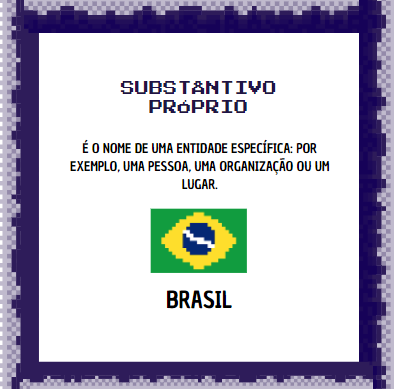 SUBSTANTIVO
PRóPRIO
É O NOME DE UMA ENTIDADE ESPECÍFICA: POR
EXEMPLO, UMA PESSOA, UMA ORGANIZAÇÃO OU UM
LUGAR.
BRASIL